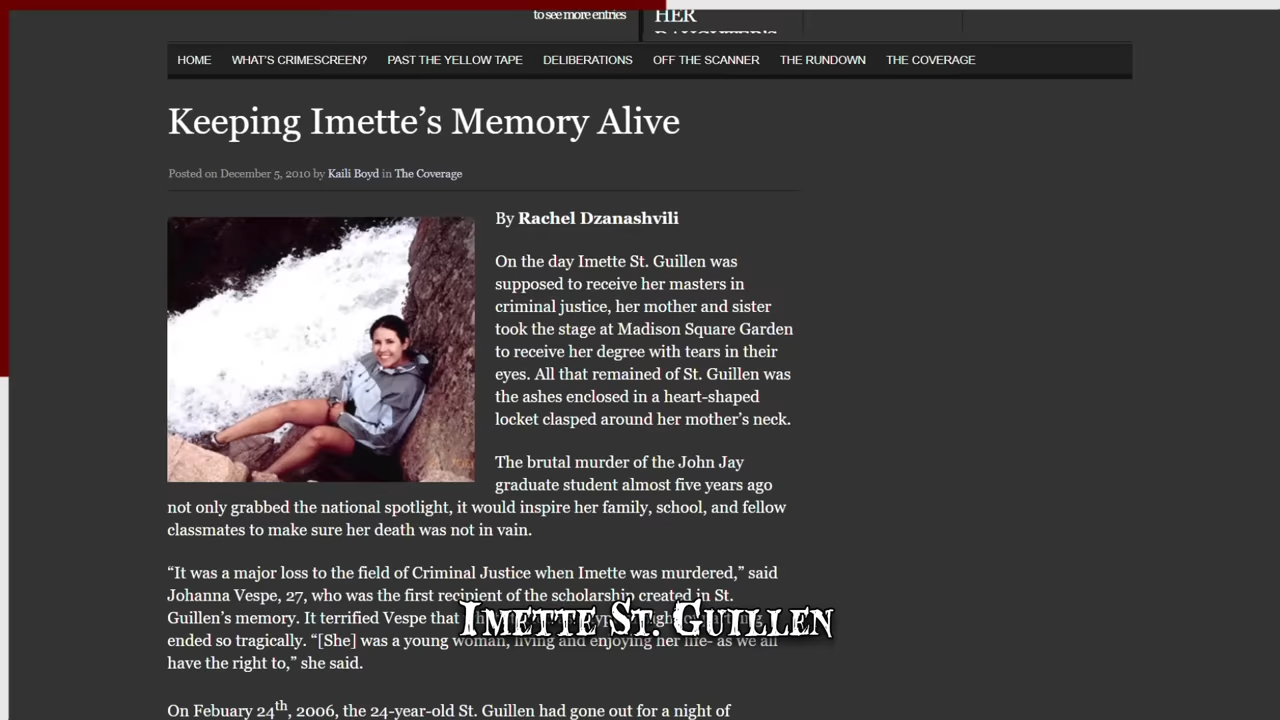 to see more entries
HER
HOME WHAT'S CRIMESCREEN? PAST THE YELLOW TAPE DELIBERATIONS OFF THE SCANNER THE RUNDOWN THE COVERAGE
Keeping Imette’s Memory Alive
Posted on December 5, 2010 by Kaili Boyd in The Coverage
By Rachel Dzanashvili
On the day Imette St. Guillen was
supposed to receive her masters in
criminal justice, her mother and sister
took the stage at Madison Square Garden
to receive her degree with tears in their
eyes. All that remained of St. Guillen was
the ashes enclosed in a heart-shaped
locket clasped around her mother’s neck.
The brutal murder of the John Jay
graduate student almost five years ago
not only grabbed the national spotlight, it would inspire her family, school, and fellow
classmates to make sure her death was not in vain.
“It was a major loss to the field of Criminal Justice when Imette was murdered,” said
Johanna Vespe, 27, who was the first recipient of the scholarship created in St.
Guillen’s memory. It terrified Vespe that
Imette St. Guillen
ended so tragically. “[She] was a young woman, living and enjoying her life- as we all
have the right to,” she said.
On Febuary 24th, 2006, the 24-year-old St. Guillen had gone out for a night of